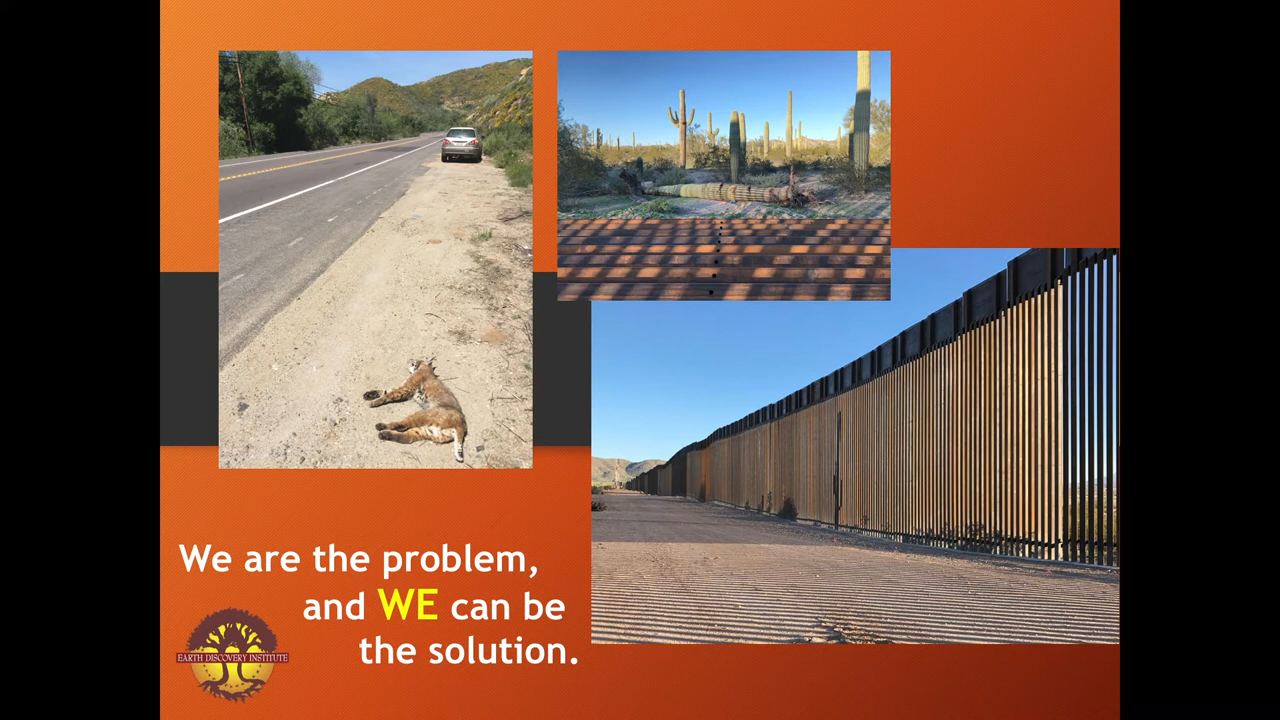 We are the problem,
and WE can be
the solution.
EARTH DISCOVERY INSTITUTE